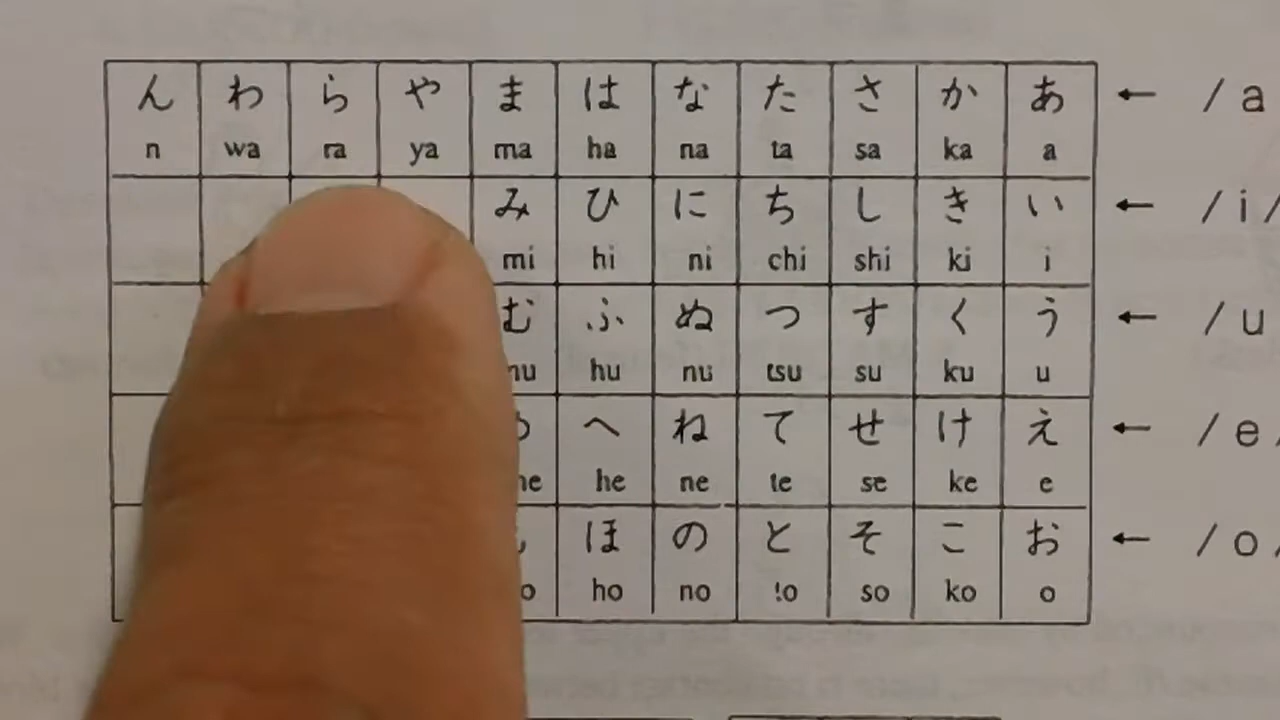 ん わ ら や ま は な た さ か あ ← / a
n wa ra ya ma ha na ta sa ka a
み ひ に ち し き い ← / i /
mi hi ni chi shi ki i
む ふ ぬ つ す く う ← / u
hu nu tsu su ku u
へ ね て せ け え ← / e
he ne te se ke e
ほ の と そ こ お ← / o
ho no to so ko o